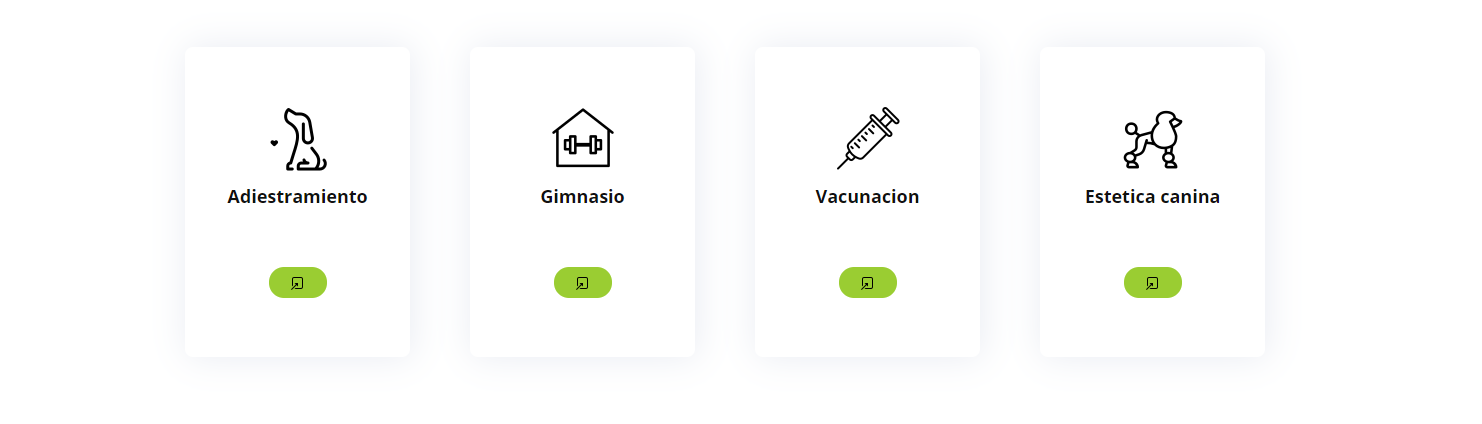 Adiestramiento
Gimnasio
Vacunacion
Estetica canina